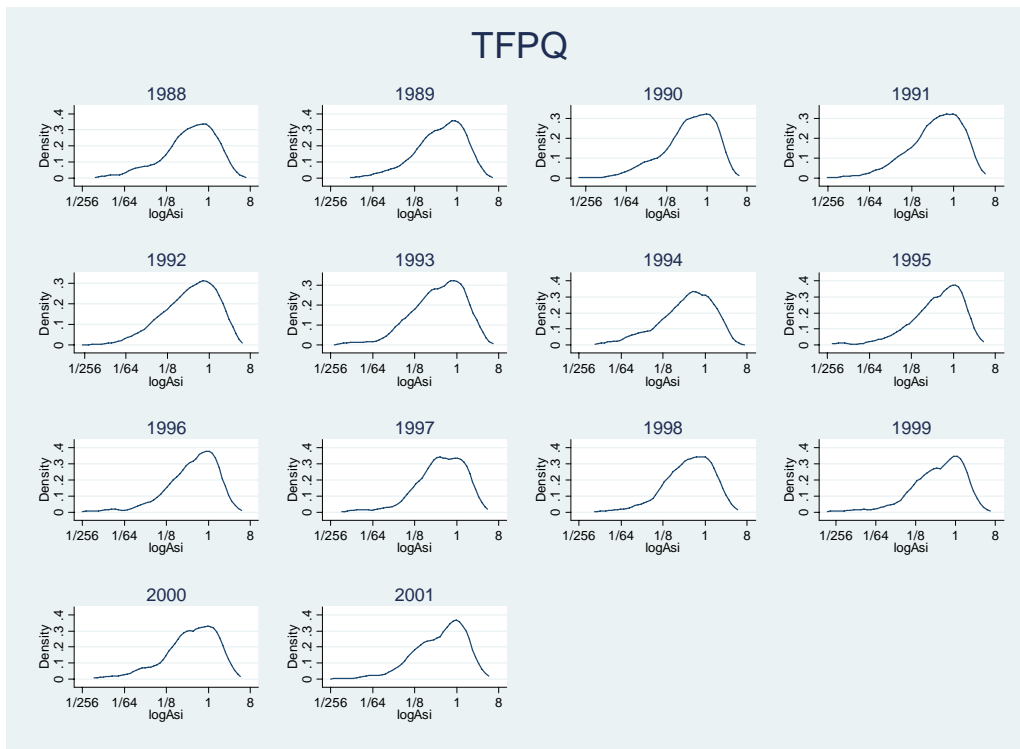 TFPQ
1988 1989 1990 1991
Density 0 .1 .2 .3 .4 Density 0 .1 .2 .3 .4 Density 0 .1 .2 .3 Density 0 .1 .2 .3
1/256 1/64 1/8 1 8 1/256 1/64 1/8 1 8 1/256 1/64 1/8 1 8 1/256 1/64 1/8 1 8
logAsi logAsi logAsi logAsi
1992 1993 1994 1995
Density 0 .1 .2 .3 Density 0 .1 .2 .3 Density 0 .1 .2 .3 .4 Density 0 .1 .2 .3 .4
1/256 1/64 1/8 1 8 1/256 1/64 1/8 1 8 1/256 1/64 1/8 1 8 1/256 1/64 1/8 1 8
logAsi logAsi logAsi logAsi
1996 1997 1998 1999
Density 0 .1 .2 .3 .4 Density 0 .1 .2 .3 .4 Density 0 .1 .2 .3 .4 Density 0 .1 .2 .3 .4
1/256 1/64 1/8 1 8 1/256 1/64 1/8 1 8 1/256 1/64 1/8 1 8 1/256 1/64 1/8 1 8
logAsi logAsi logAsi logAsi
2000 2001
Density 0 .1 .2 .3 .4 Density 0 .1 .2 .3 .4
1/256 1/64 1/8 1 8 1/256 1/64 1/8 1 8
logAsi logAsi